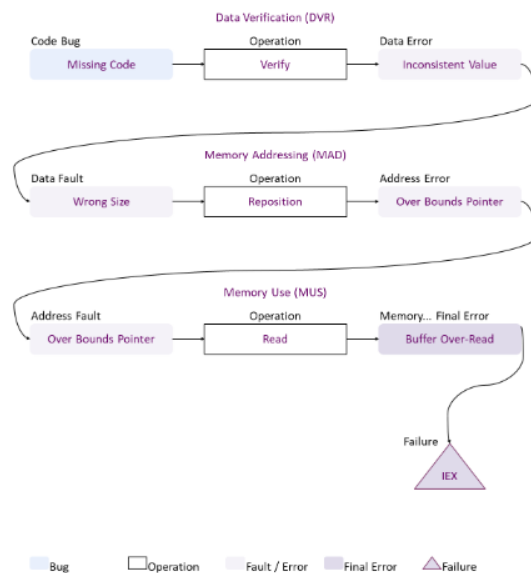 Data Verification (DVR)
Code Bug Operation Data Error
Missing Code Verify Inconsistent Value
Memory Addressing (MAD)
Data Fault Operation Address Error
Wrong Size Reposition Over Bounds Pointer
Memory Use (MUS)
Address Fault Operation Memory... Final Error
Over Bounds Pointer Read Buffer Over-Read
Failure
IEX
Bug Operation Fault / Error Final Error Failure